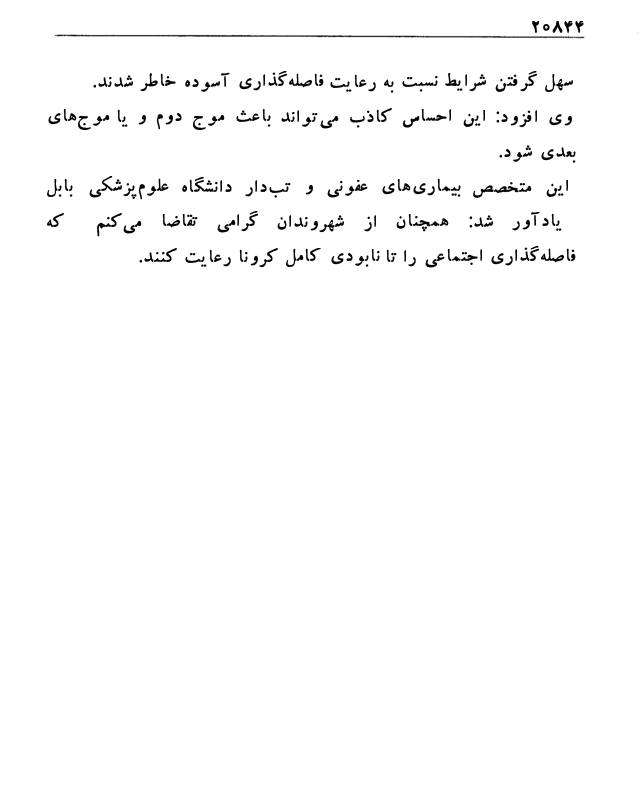 ۲۰۸۴۴
سهل گرفتن شرایط نسبت به رعایت فاصله‌گذاری آسوده خاطر شدند.
وی افزود: این احساس کاذب می‌تواند باعث موج دوم و یا موج‌های
بعدی شود.
این متخصص بیماری‌های عفونی و تب‌دار دانشگاه علوم‌پزشکی بابل
یادآور شد: همچنان از شهروندان گرامی تقاضا می‌کنم که
فاصله‌گذاری اجتماعی را تا نابودی کامل کرونا رعایت کنند.